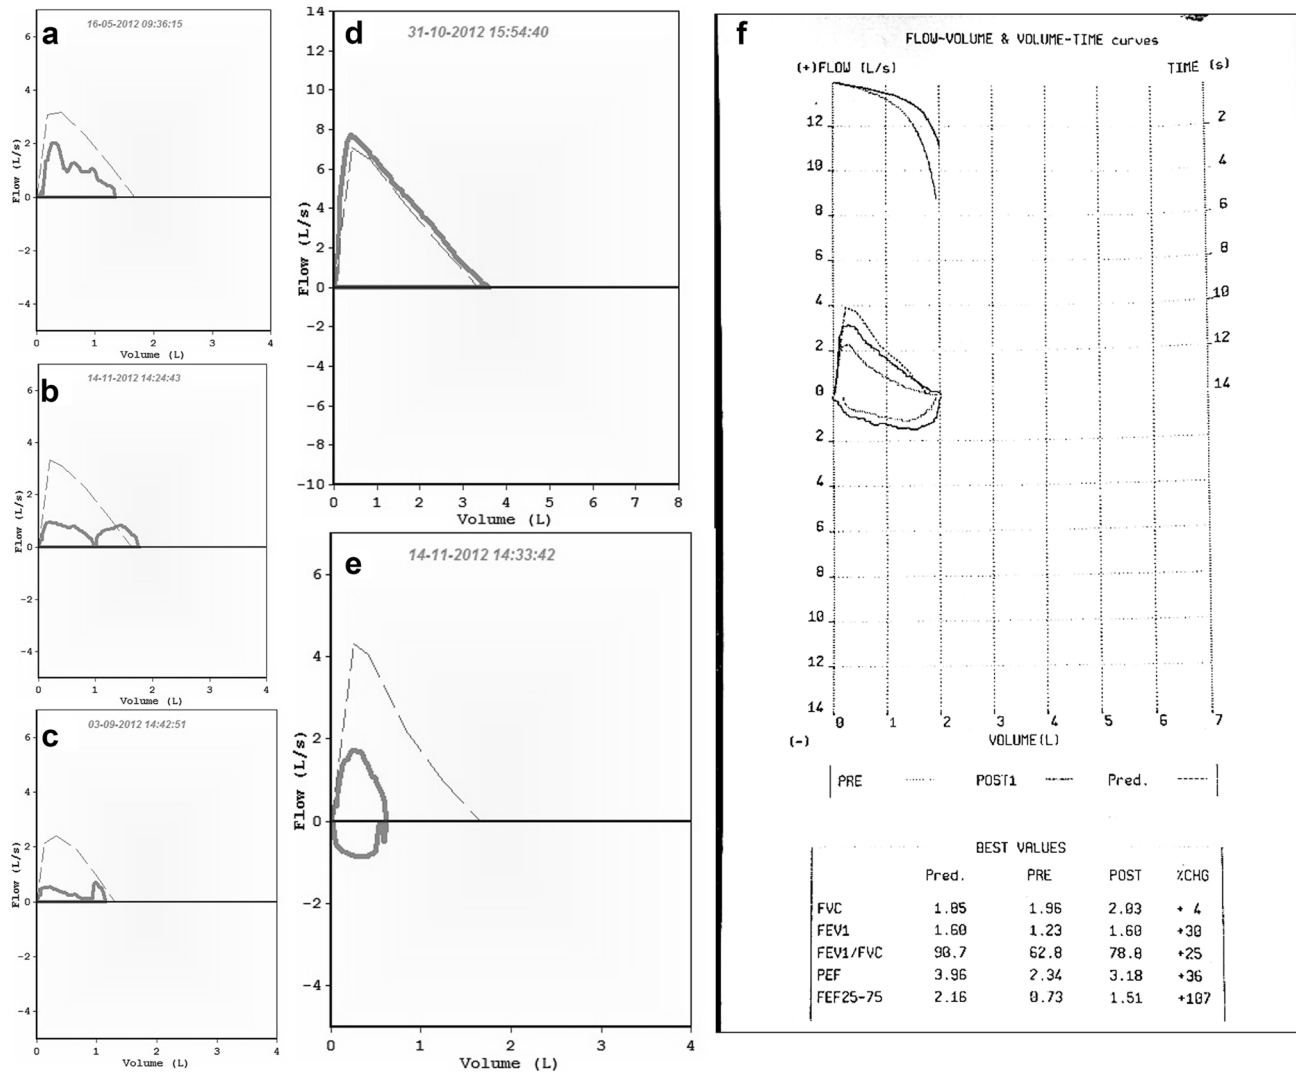 a
16-05-2012 09:36:15
6
4
2
0
-2
-4
Flow (L/s)
0 1 2 3 4
Volume (L)
b
14-11-2012 14:24:43
6
4
2
0
-2
-4
Flow (L/s)
0 1 2 3 4
Volume (L)
c
03-09-2012 14:42:51
6
4
2
0
-2
-4
Flow (L/s)
0 1 2 3 4
Volume (L)
d
31-10-2012 15:54:40
14
12
10
8
6
4
2
0
-2
-4
-6
-8
-10
Flow (L/s)
0 1 2 3 4 5 6 7 8
Volume (L)
e
14-11-2012 14:33:42
6
4
2
0
-2
-4
Flow (L/s)
0 1 2 3 4
Volume (L)
f
FLOW-VOLUME & VOLUME-TIME curves
(+)FLOW (L/s) TIME (s)
12 2
10 4
8 6
6 8
4 10
2 12
0 14
2
4
6
8
10
12
14
(-)
0 1 2 3 4 5 6 7
VOLUME(L)
PRE POST1 Pred.
BEST VALUES
Pred. PRE POST %CHG
FVC 1.85 1.96 2.03 + 4
FEV1 1.60 1.23 1.60 +30
FEV1/FVC 90.7 62.8 78.8 +25
PEF 3.96 2.34 3.18 +36
FEF25-75 2.16 0.73 1.51 +107